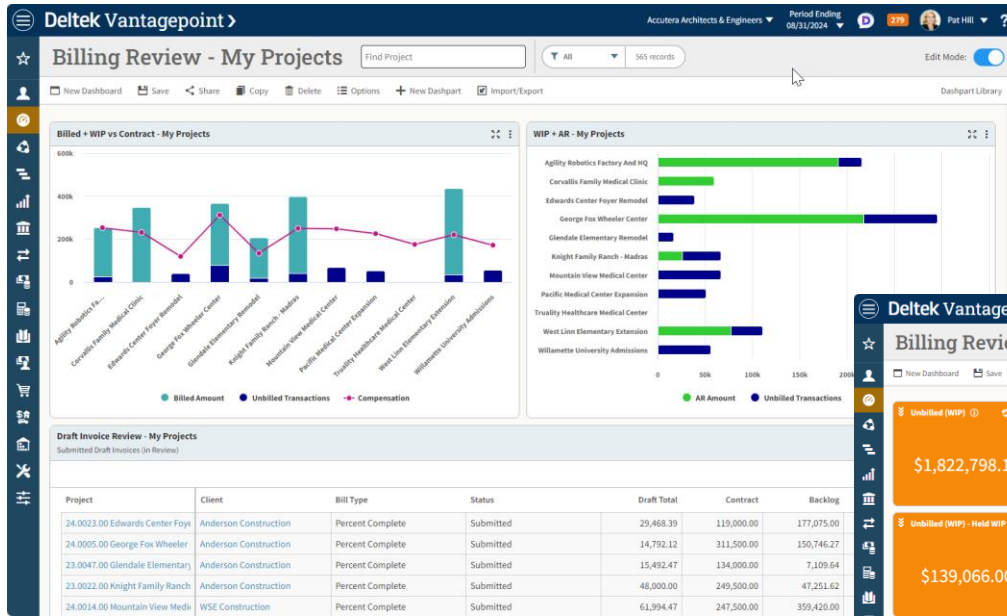 Deltek Vantagepoint
Accutera Architects & Engineers
Period Ending
08/31/2024
279
Pat Hill
?
Billing Review - My Projects
Find Project
All
565 records
Edit Mode:
New Dashboard Save Share Copy Delete Options New Dashpart Import/Export
Dashpart Library
Billed + WIP vs Contract - My Projects
600k
400k
200k
0
Agility Robotics Fa...
Corvallis Family Medical Clinic
Edwards Center Foyer Remodel
George Fox Wheeler Center
Glendale Elementary Remodel
Knight Family Ranch - Madras
Mountain View Medical Center
Pacific Medical Center Expansion
Truality Healthcare Medical Center
West Linn Elementary Extension
Willamette University Admissions
Billed Amount Unbilled Transactions Compensation
WIP + AR - My Projects
Agility Robotics Factory And HQ
Corvallis Family Medical Clinic
Edwards Center Foyer Remodel
George Fox Wheeler Center
Glendale Elementary Remodel
Knight Family Ranch - Madras
Mountain View Medical Center
Pacific Medical Center Expansion
Truality Healthcare Medical Center
West Linn Elementary Extension
Willamette University Admissions
0 50k 100k 150k 200k
AR Amount Unbilled Transactions
Draft Invoice Review - My Projects
Submitted Draft Invoices (in Review)
Project Client Bill Type Status Draft Total Contract Backlog
24.0023.00 Edwards Center Foye Anderson Construction Percent Complete Submitted 29,468.39 119,000.00 177,075.00
24.0005.00 George Fox Wheeler Anderson Construction Percent Complete Submitted 14,792.12 311,500.00 150,746.27
23.0047.00 Glendale Elementary Anderson Construction Percent Complete Submitted 15,492.47 134,000.00 7,109.64
23.0022.00 Knight Family Ranch Anderson Construction Percent Complete Submitted 48,000.00 249,500.00 47,251.62
24.0014.00 Mountain View Medi WSE Construction Percent Complete Submitted 61,994.47 247,500.00 359,420.00
Deltek Vantage
Billing Revi
New Dashboard Save
Unbilled (WIP)
$1,822,798.1
Unbilled (WIP) - Held WIP
$139,066.00